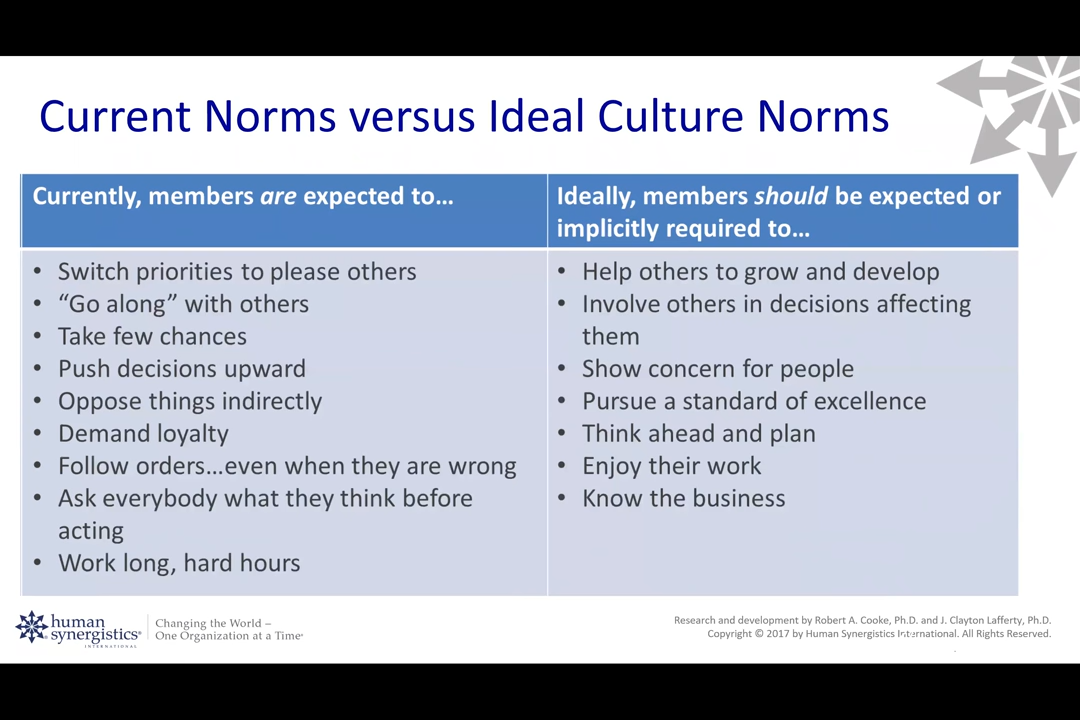 Current Norms versus Ideal Culture Norms
Currently, members are expected to…
• Switch priorities to please others
• “Go along” with others
• Take few chances
• Push decisions upward
• Oppose things indirectly
• Demand loyalty
• Follow orders…even when they are wrong
• Ask everybody what they think before
acting
• Work long, hard hours
Ideally, members should be expected or
implicitly required to…
• Help others to grow and develop
• Involve others in decisions affecting
them
• Show concern for people
• Pursue a standard of excellence
• Think ahead and plan
• Enjoy their work
• Know the business
human
synergistics®
INTERNATIONAL
Changing the World –
One Organization at a Time®
Research and development by Robert A. Cooke, Ph.D. and J. Clayton Lafferty, Ph.D.
Copyright © 2017 by Human Synergistics International. All Rights Reserved.